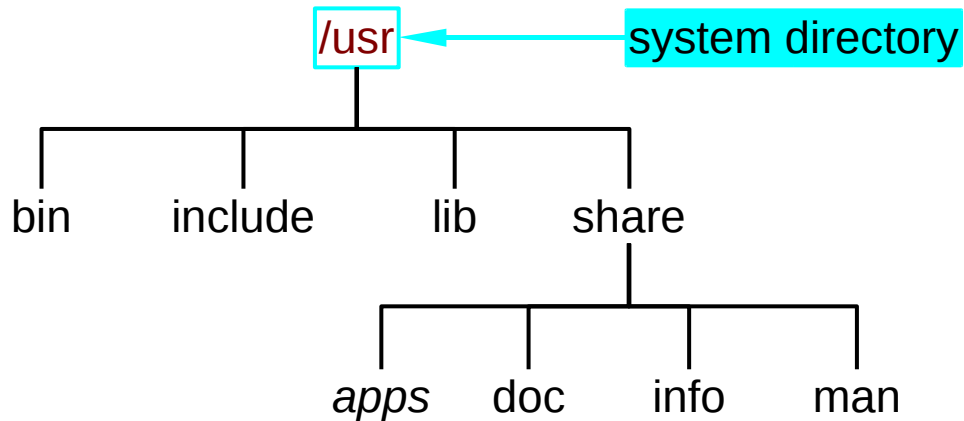 /usr system directory
bin include lib share
apps doc info man